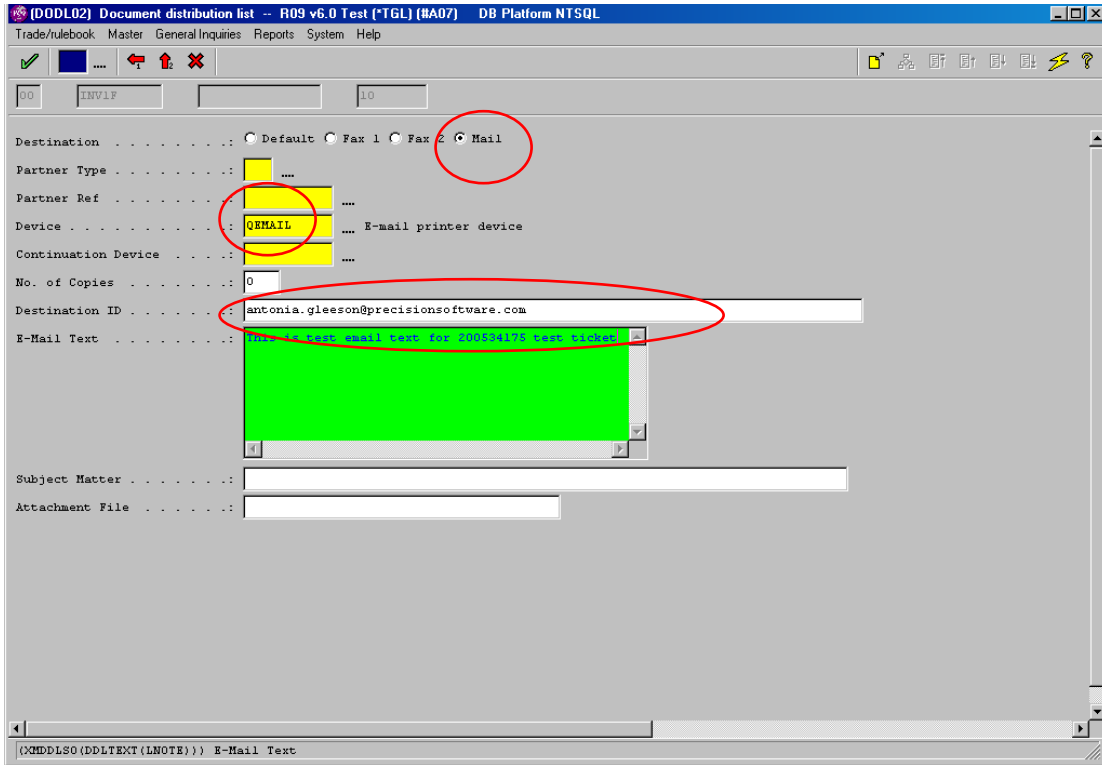 (DODL02) Document distribution list -- R09 v6.0 Test (*TGL) (#A07) DB Platform NTSQL
Trade/rulebook Master General Inquiries Reports System Help
.... 1 2
00 INV1F 10
Destination . . . . . . . .: Default Fax 1 Fax 2 Mail
Partner Type . . . . . . . .: ....
Partner Ref . . . . . . . .: ....
Device . . . . . . . . . . .: QEMAIL .... E-mail printer device
Continuation Device . . . .: ....
No. of Copies . . . . . . .: 0
Destination ID . . . . . . .: antonia.gleeson@precisionsoftware.com
E-Mail Text . . . . . . . .: This is test email text for 200534175 test ticket
Subject Matter . . . . . . .:
Attachment File . . . . . .:
(XMDDLS0(DDLTEXT(LNOTE))) E-Mail Text